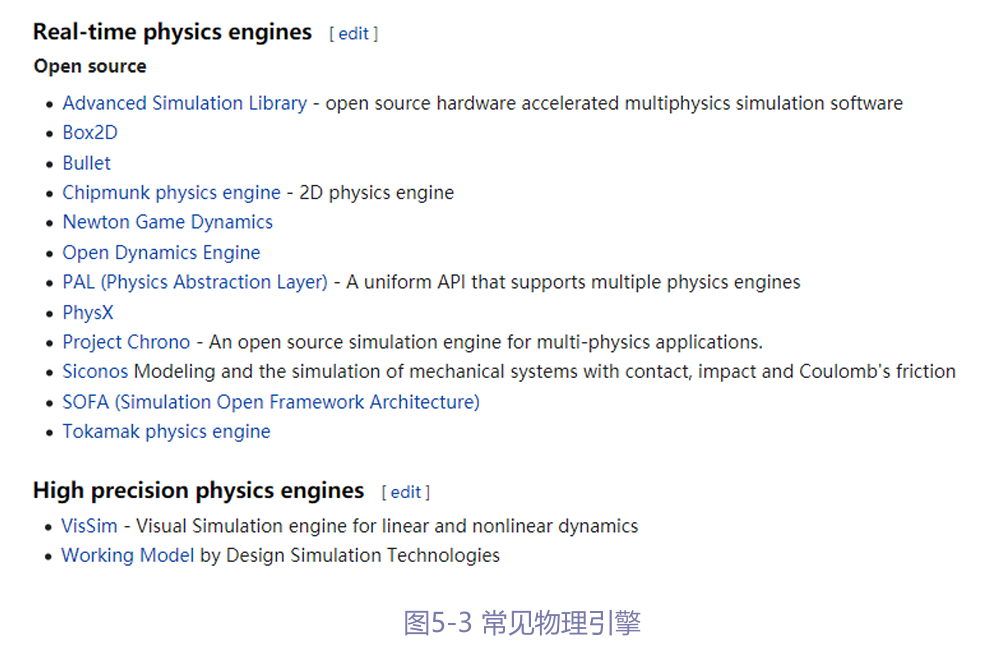 Real-time physics engines [ edit ]
Open source
• Advanced Simulation Library - open source hardware accelerated multiphysics simulation software
• Box2D
• Bullet
• Chipmunk physics engine - 2D physics engine
• Newton Game Dynamics
• Open Dynamics Engine
• PAL (Physics Abstraction Layer) - A uniform API that supports multiple physics engines
• PhysX
• Project Chrono - An open source simulation engine for multi-physics applications.
• Siconos Modeling and the simulation of mechanical systems with contact, impact and Coulomb's friction
• SOFA (Simulation Open Framework Architecture)
• Tokamak physics engine
High precision physics engines [ edit ]
• VisSim - Visual Simulation engine for linear and nonlinear dynamics
• Working Model by Design Simulation Technologies
图5-3 常见物理引擎